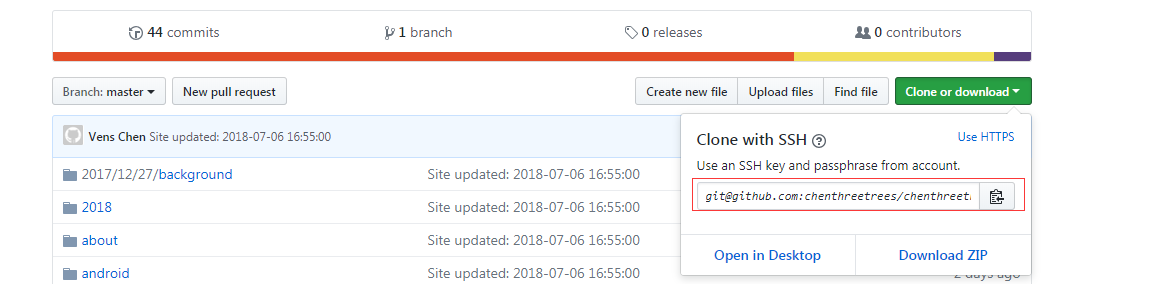 44 commits 1 branch 0 releases 0 contributors
Branch: master New pull request Create new file Upload files Find file Clone or download
Vens Chen Site updated: 2018-07-06 16:55:00
Clone with SSH Use HTTPS
Use an SSH key and passphrase from account.
2017/12/27/background Site updated: 2018-07-06 16:55:00
git@github.com:chenthreetrees/chenthreet
2018 Site updated: 2018-07-06 16:55:00
about Site updated: 2018-07-06 16:55:00
Open in Desktop Download ZIP
android Site updated: 2018-07-06 16:55:00
2 days ago